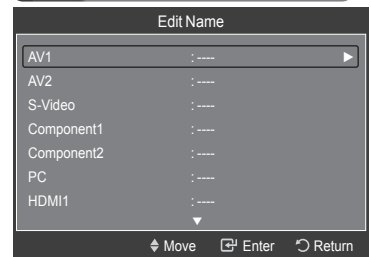 Edit Name
AV1 : ---- ►
AV2 : ----
S-Video : ----
Component1 : ----
Component2 : ----
PC : ----
HDMI1 : ----
▼
Move Enter Return